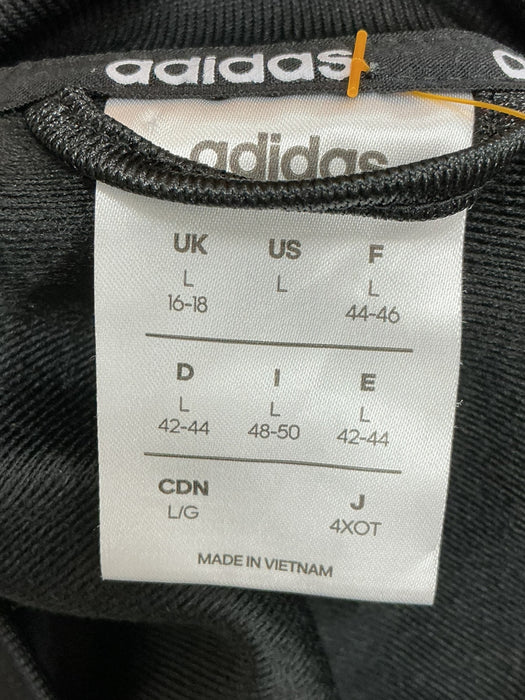 adidas
adidas
UK US F
L L L
16-18 44-46
D I E
L L L
42-44 48-50 42-44
CDN J
L/G 4XOT
MADE IN VIETNAM